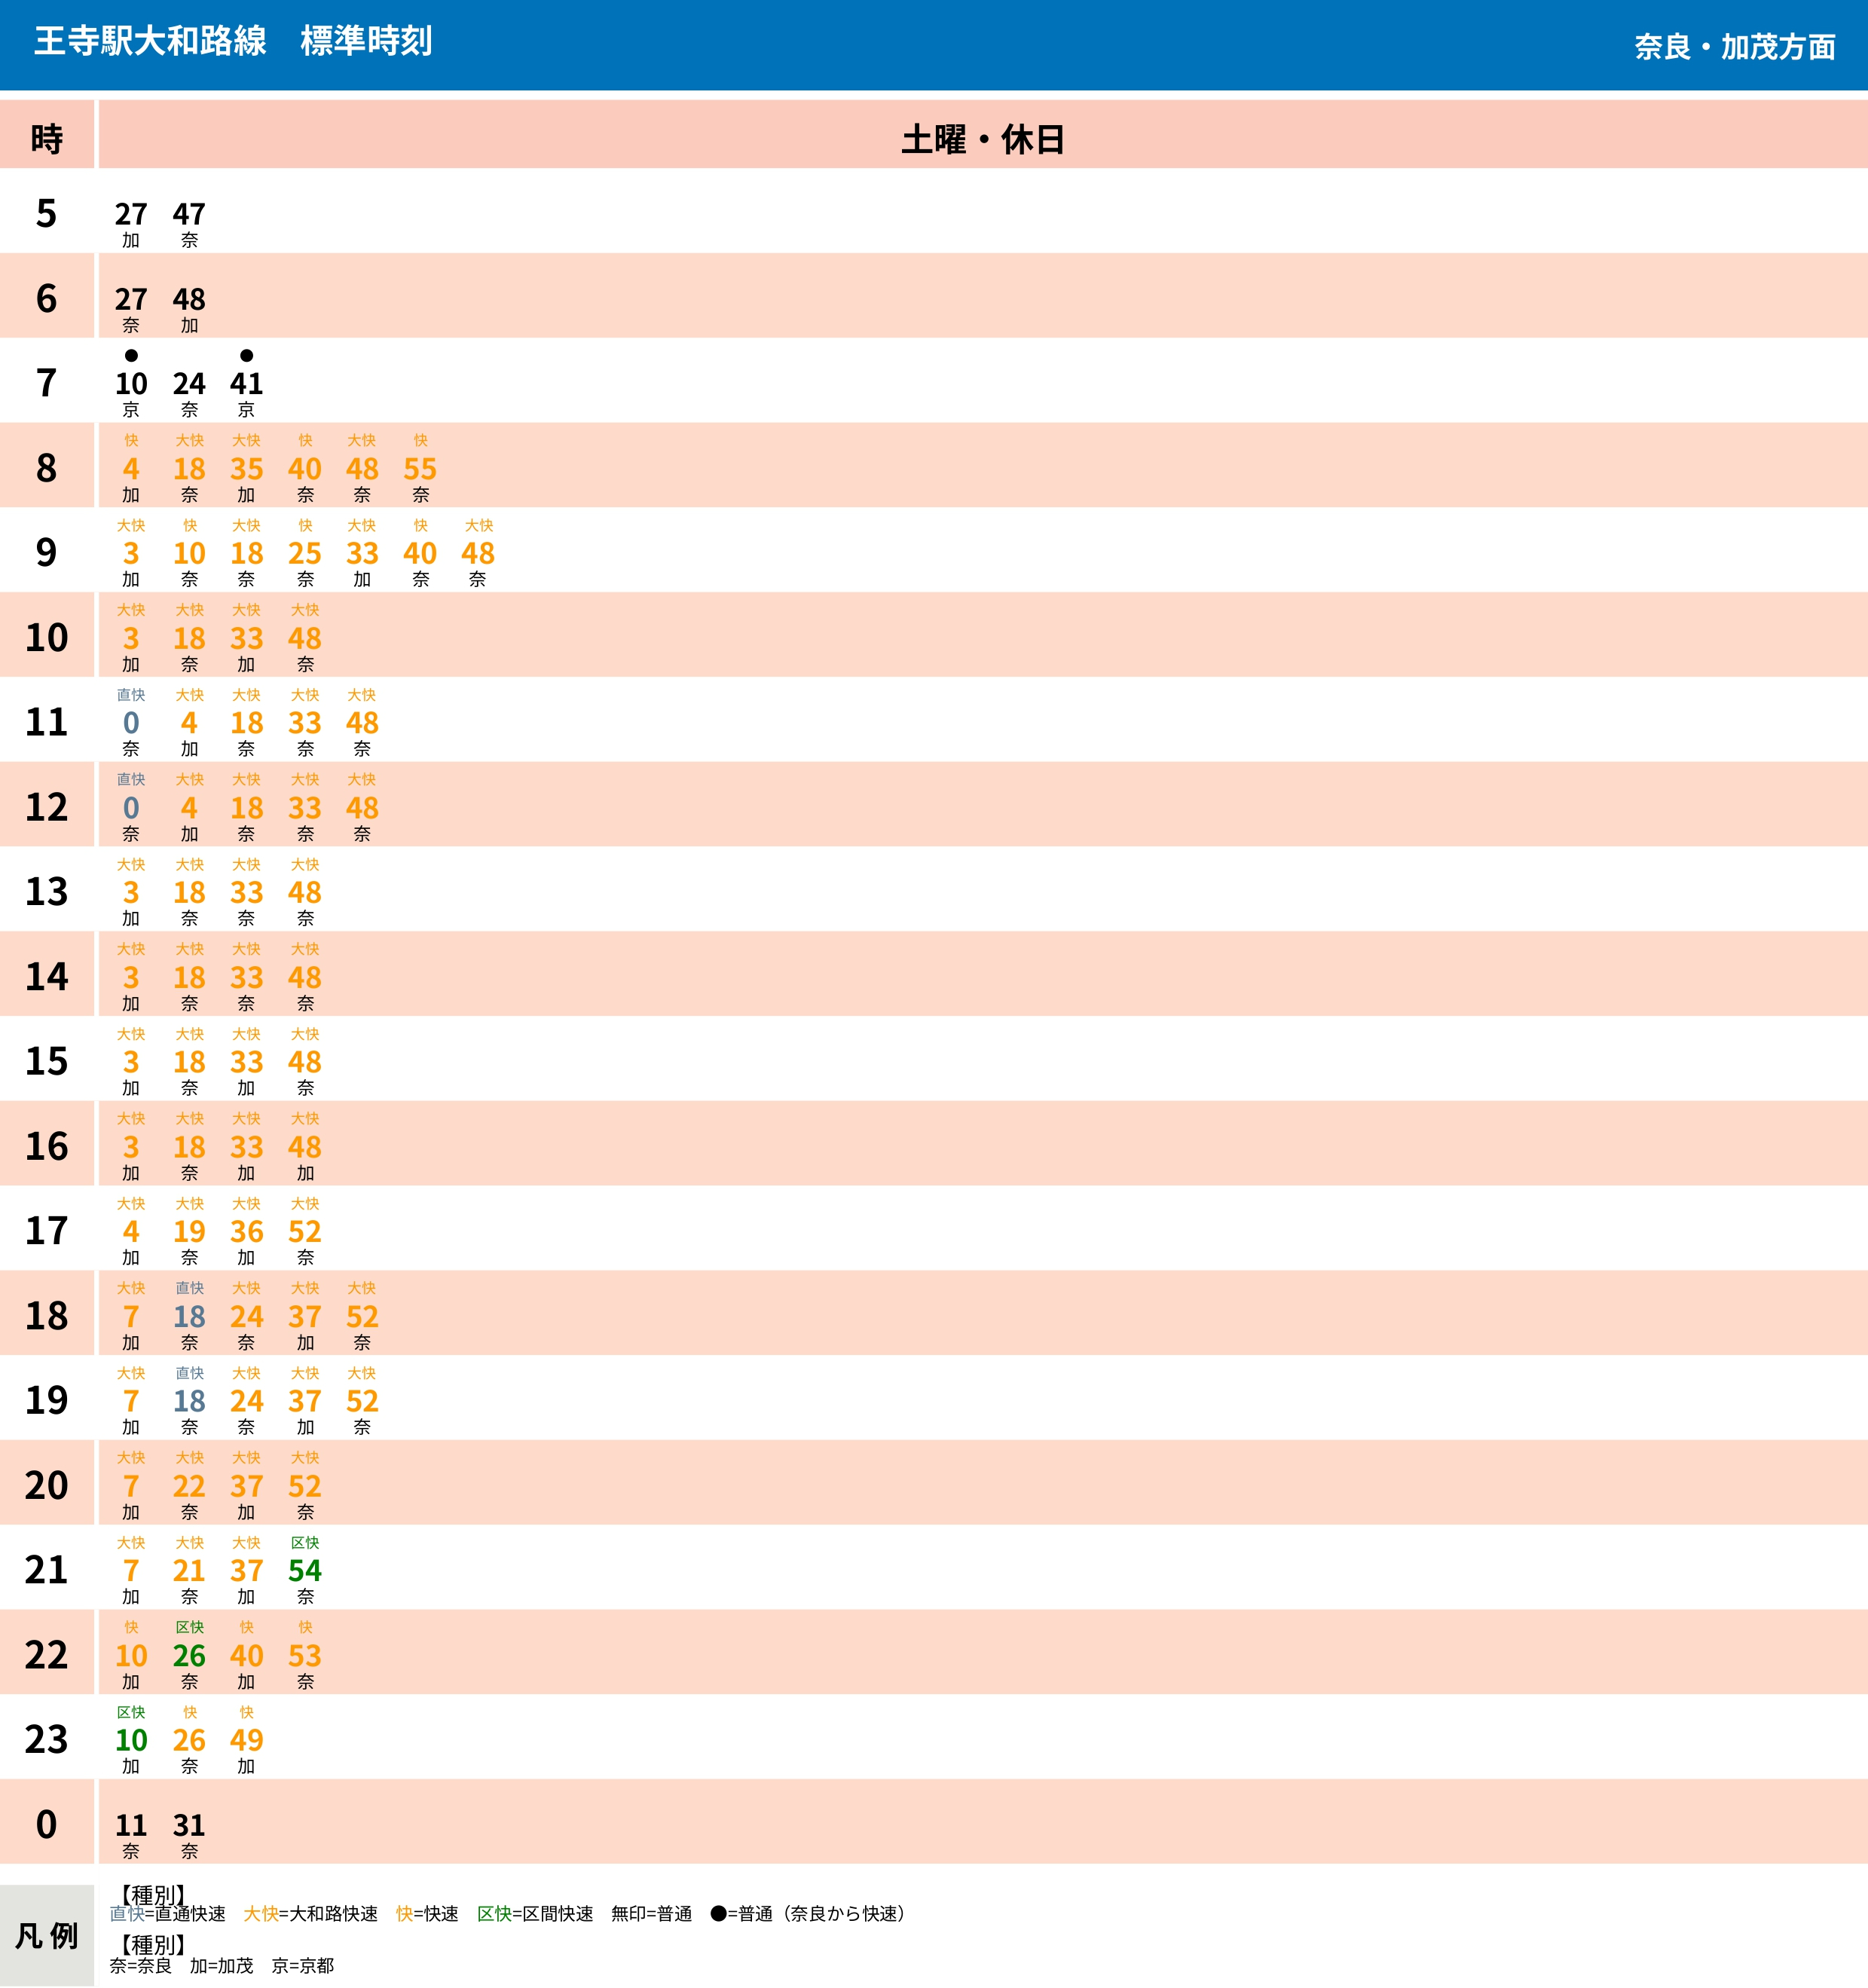 王寺駅大和路線　標準時刻
奈良・加茂方面
時 土曜・休日
5 27 47
加 奈
6 27 48
奈 加
● ●
7 10 24 41
京 奈 京
快 大快 大快 快 大快 快
8 4 18 35 40 48 55
加 奈 加 奈 奈 奈
大快 快 大快 快 大快 快 大快
9 3 10 18 25 33 40 48
加 奈 奈 奈 加 奈 奈
大快 大快 大快 大快
10 3 18 33 48
加 奈 加 奈
直快 大快 大快 大快 大快
11 0 4 18 33 48
奈 加 奈 奈 奈
直快 大快 大快 大快 大快
12 0 4 18 33 48
奈 加 奈 奈 奈
大快 大快 大快 大快
13 3 18 33 48
加 奈 奈 奈
大快 大快 大快 大快
14 3 18 33 48
加 奈 奈 奈
大快 大快 大快 大快
15 3 18 33 48
加 奈 加 奈
大快 大快 大快 大快
16 3 18 33 48
加 奈 加 加
大快 大快 大快 大快
17 4 19 36 52
加 奈 加 奈
大快 直快 大快 大快 大快
18 7 18 24 37 52
加 奈 奈 加 奈
大快 直快 大快 大快 大快
19 7 18 24 37 52
加 奈 奈 加 奈
大快 大快 大快 大快
20 7 22 37 52
加 奈 加 奈
大快 大快 大快 区快
21 7 21 37 54
加 奈 加 奈
快 区快 快 快
22 10 26 40 53
加 奈 加 奈
区快 快 快
23 10 26 49
加 奈 加
0 11 31
奈 奈
凡例
【種別】
直快=直通快速　大快=大和路快速　快=快速　区快=区間快速　無印=普通　●=普通（奈良から快速）
【種別】
奈=奈良　加=加茂　京=京都